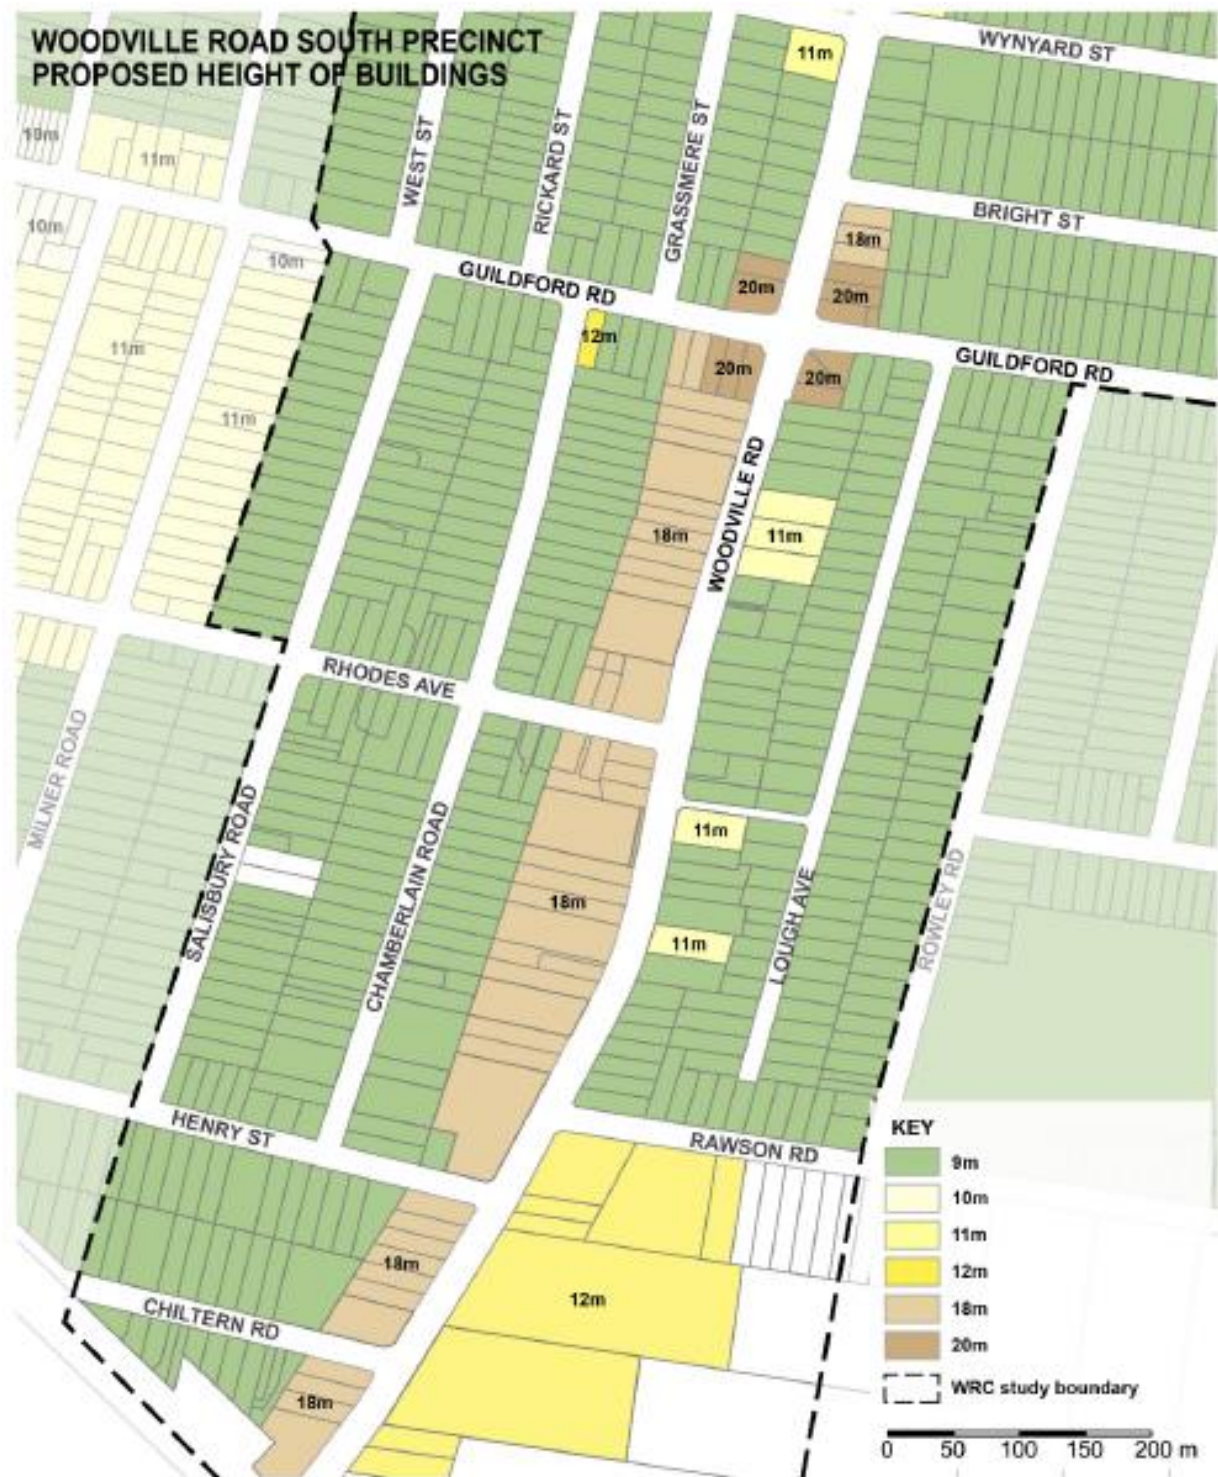 WOODVILLE ROAD SOUTH PRECINCT
PROPOSED HEIGHT OF BUILDINGS
WYNYARD ST
11m
10m
11m
WEST ST
RICKARD ST
GRASSMERE ST
BRIGHT ST
10m
18m
10m
GUILDFORD RD
20m
20m
12m
11m
20m
20m
GUILDFORD RD
11m
WOODVILLE RD
18m
11m
RHODES AVE
MILNER ROAD
SALISBURY ROAD
CHAMBERLAIN ROAD
11m
18m
LOUGH AVE
ROWLEY RD
11m
HENRY ST
RAWSON RD
18m
12m
CHILTERN RD
18m
KEY
9m
10m
11m
12m
18m
20m
WRC study boundary
0 50 100 150 200 m